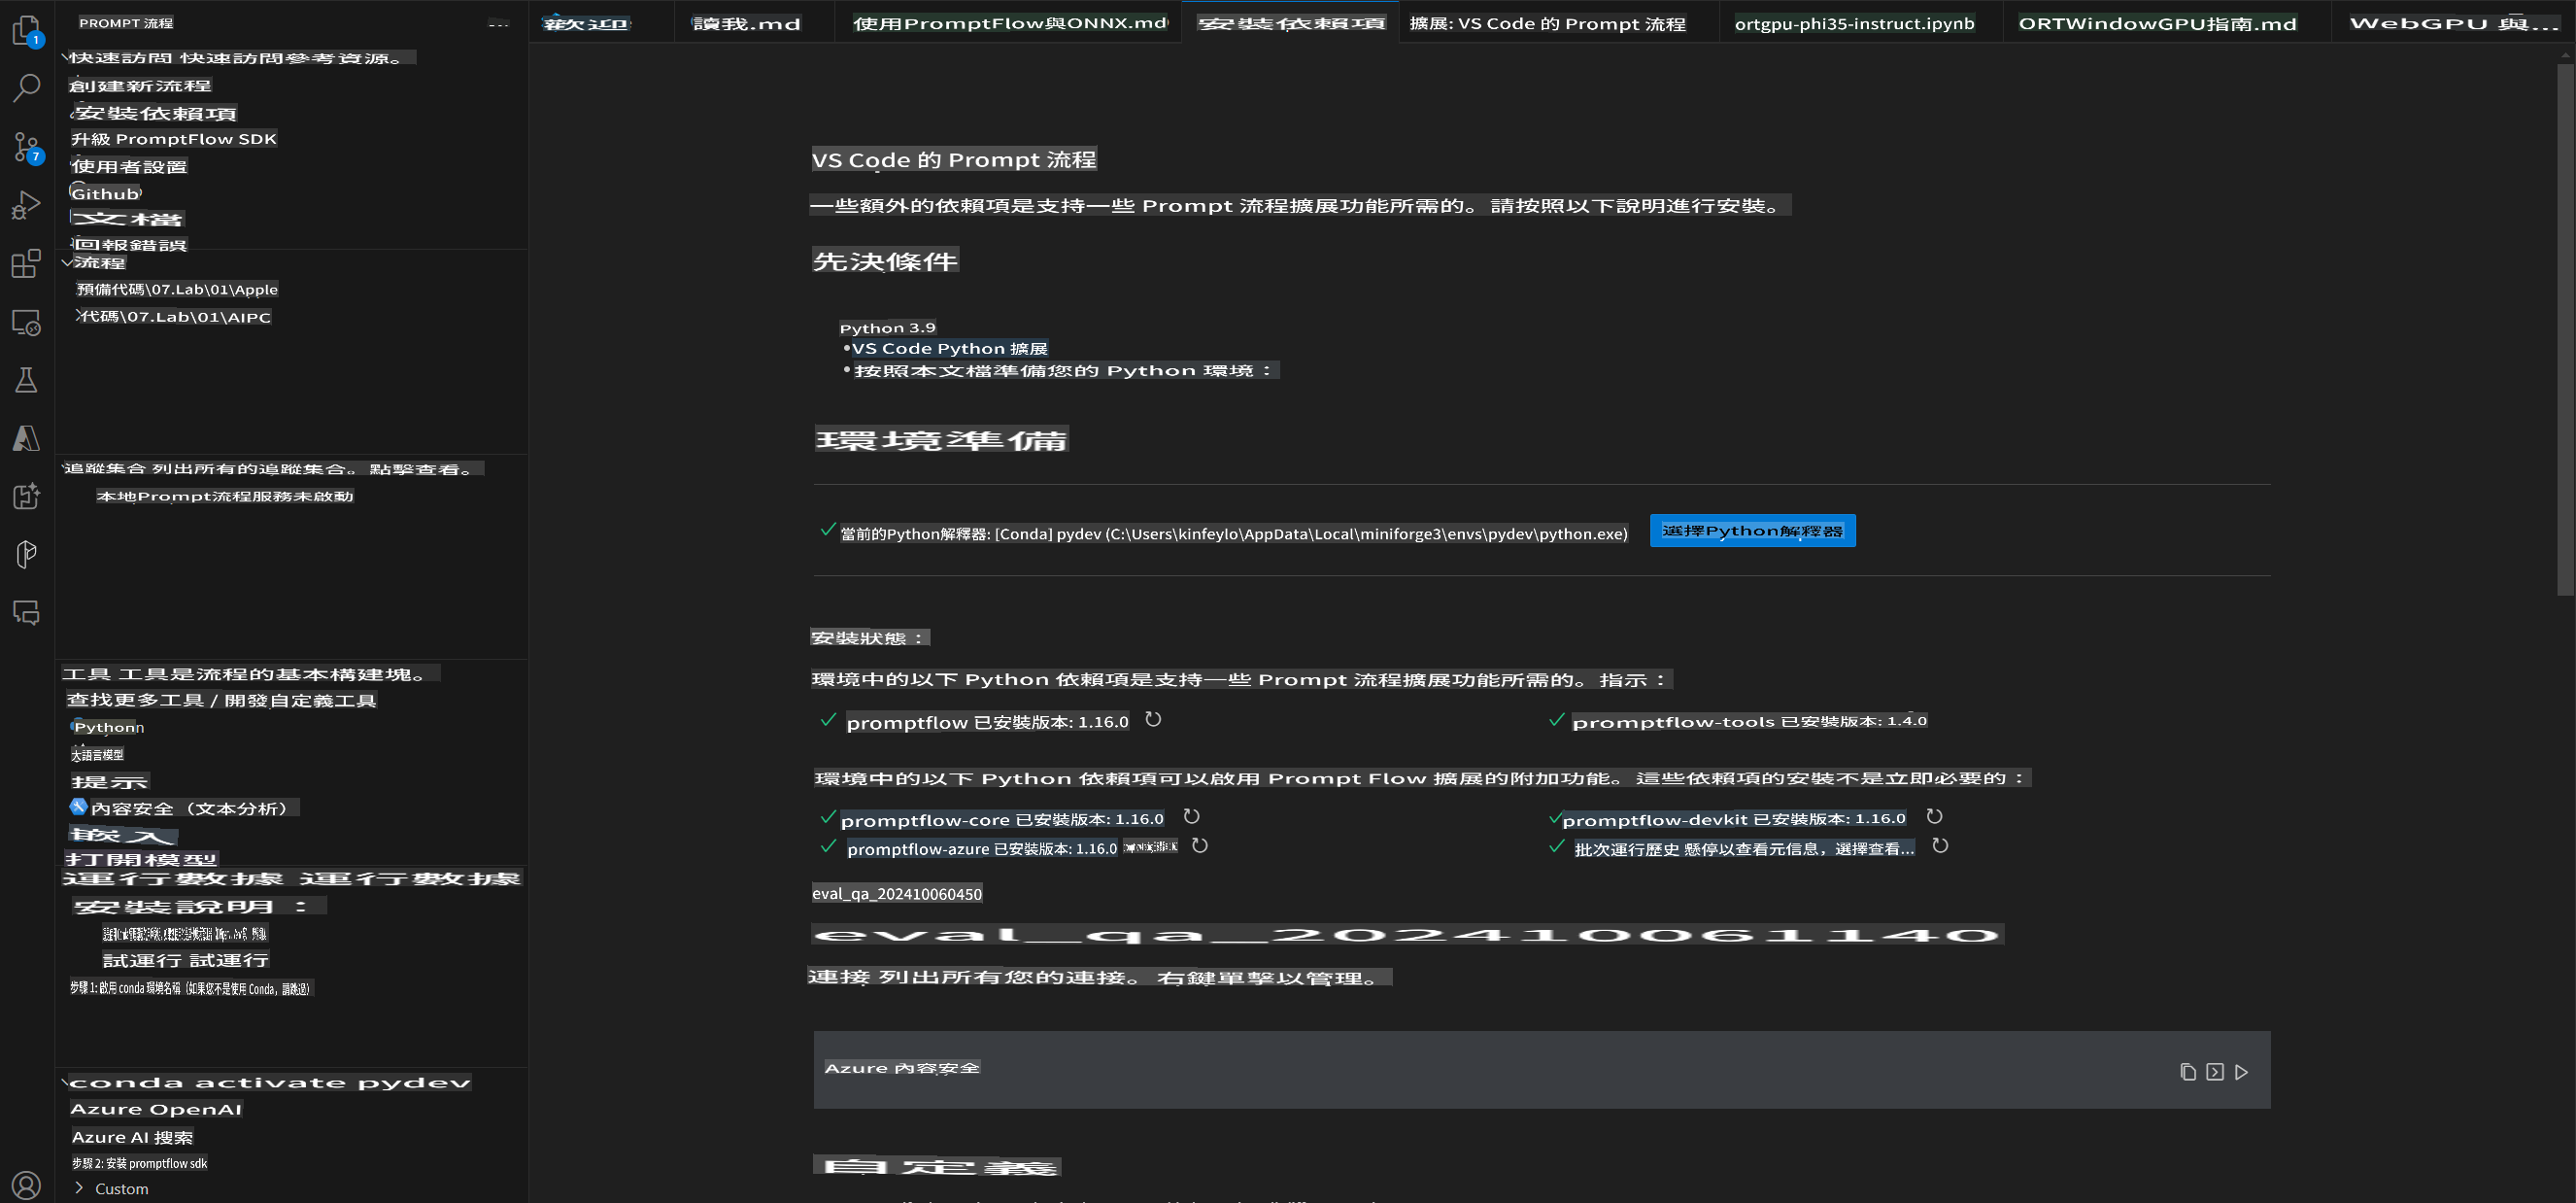 PROMPT 流程
歡迎
讀我.md
使用PromptFlow與ONNX.md
安裝依賴項
擴展: VS Code 的 Prompt 流程
ortgpu-phi35-instruct.ipynb
ORTWindowGPU指南.md
WebGPU 與...
1
7
快速訪問 快速訪問參考資源。
創建新流程
安裝依賴項
升級 PromptFlow SDK
使用者設置
Github
文檔
回報錯誤
流程
預備代碼\07.Lab\01\Apple
代碼\07.Lab\01\AIPC
追蹤集合 列出所有的追蹤集合。點擊查看。
本地Prompt流程服務未啟動
工具 工具是流程的基本構建塊。
查找更多工具 / 開發自定義工具
Python
大語言模型
提示
內容安全（文本分析）
嵌入
打開模型
運行數據 運行數據
安裝說明：
試運行 試運行
步驟 1: 啟用 conda 環境名稱（如果您不是使用 Conda，請跳過）
conda activate pydev
Azure OpenAI
Azure AI 搜索
步驟 2: 安裝 promptflow sdk
Custom
VS Code 的 Prompt 流程
一些額外的依賴項是支持一些 Prompt 流程擴展功能所需的。請按照以下說明進行安裝。
先決條件
Python 3.9
VS Code Python 擴展
按照本文檔準備您的 Python 環境：
環境準備
當前的Python解釋器: [Conda] pydev (C:\Users\kinfeylo\AppData\Local\miniforge3\envs\pydev\python.exe)
選擇Python解釋器
安裝狀態：
環境中的以下 Python 依賴項是支持一些 Prompt 流程擴展功能所需的。指示：
promptflow 已安裝版本: 1.16.0
promptflow-tools 已安裝版本: 1.4.0
環境中的以下 Python 依賴項可以啟用 Prompt Flow 擴展的附加功能。這些依賴項的安裝不是立即必要的：
promptflow-core 已安裝版本: 1.16.0
promptflow-devkit 已安裝版本: 1.16.0
promptflow-azure 已安裝版本: 1.16.0
批次運行歷史 懸停以查看元信息，選擇查看...
eval_qa_202410060450
eval_qa_202410061140
連接 列出所有您的連接。右鍵單擊以管理。
Azure 內容安全
自定義